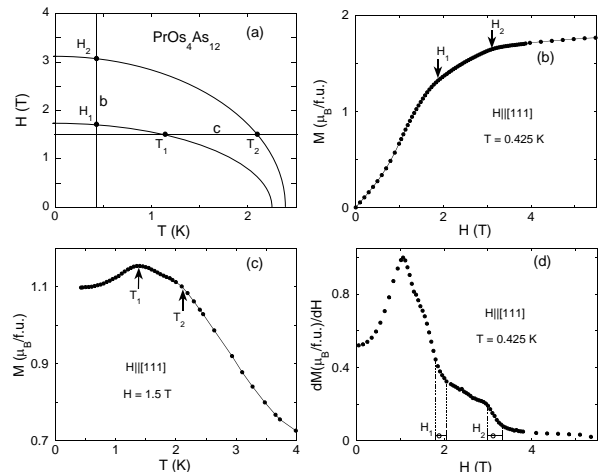 4
3
2
1
0
H (T)
PrOs4As12
(a)
H2
b
H1
c
T1
T2
0
1
2
T (K)
2
1
0
M (μB/f.u.)
H1
H2
(b)
H||[111]
T = 0.425 K
0
2
4
H (T)
(c)
1.1
0.9
0.7
M (μB/f.u.)
T1
T2
H||[111]
H = 1.5 T
0
1
2
3
4
T (K)
(d)
0.8
0.4
0
dM(μB/f.u.)/dH
H||[111]
T = 0.425 K
H1
H2
0
2
4
H (T)